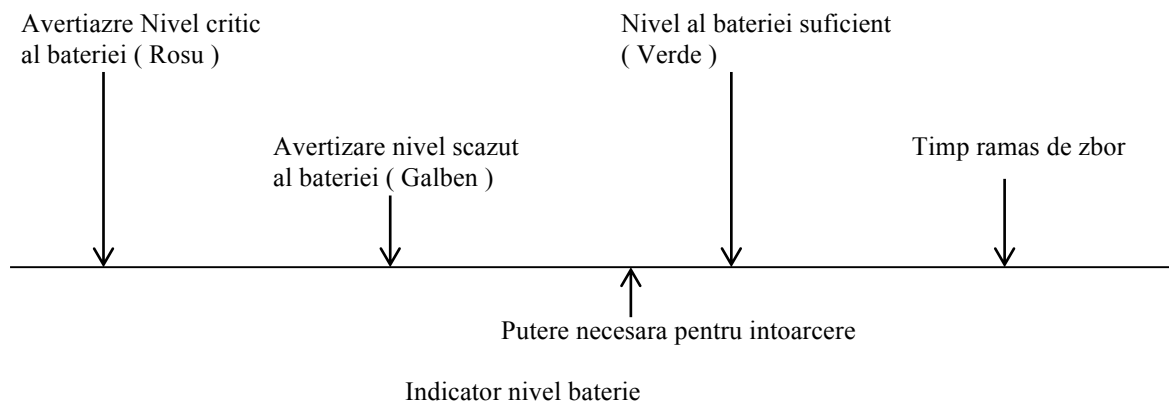 Avertiazre Nivel critic
al bateriei ( Rosu )
Nivel al bateriei suficient
( Verde )
Avertizare nivel scazut
al bateriei ( Galben )
Timp ramas de zbor
Putere necesara pentru intoarcere
Indicator nivel baterie